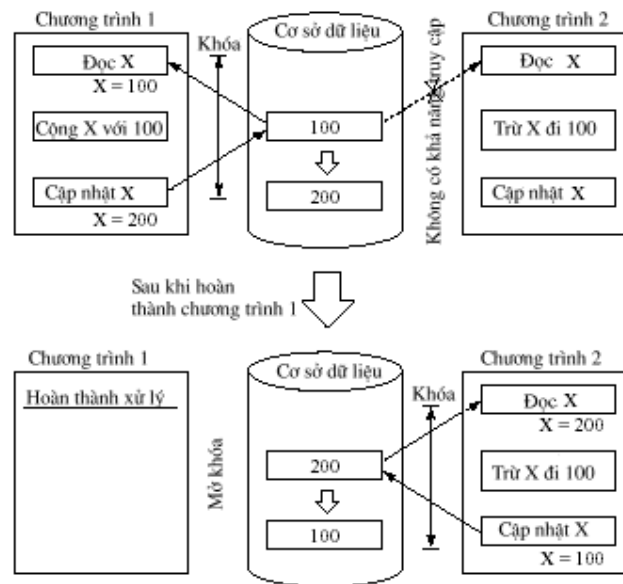 Chương trình 1
Khóa
Cơ sở dữ liệu
Chương trình 2
Đọc X
X = 100
Cộng X với 100
Cập nhật X
X = 200
100
200
Không có khả năng truy cập
Đọc X
Trừ X đi 100
Cập nhật X
Sau khi hoàn
thành chương trình 1
Chương trình 1
Hoàn thành xử lý
Mở khóa
Cơ sở dữ liệu
200
100
Khóa
Chương trình 2
Đọc X
X = 200
Trừ X đi 100
Cập nhật X
X = 100